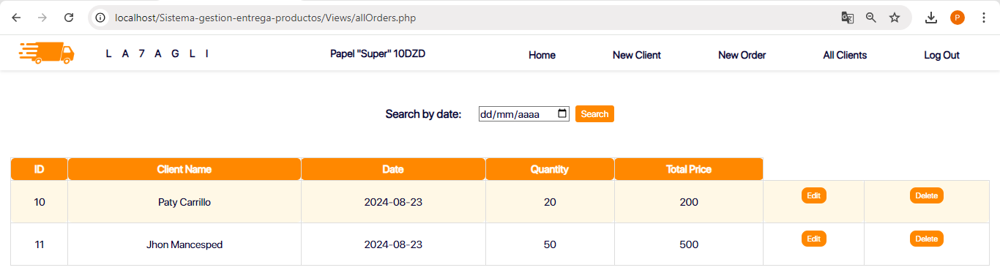 localhost/Sistema-gestion-entrega-productos/Views/allOrders.php
P
L A 7 A G L I Papel "Super" 10DZD Home New Client New Order All Clients Log Out
Search by date: dd/mm/aaaa Search
ID Client Name Date Quantity Total Price
10 Paty Carrillo 2024-08-23 20 200 Edit Delete
11 Jhon Mancesped 2024-08-23 50 500 Edit Delete